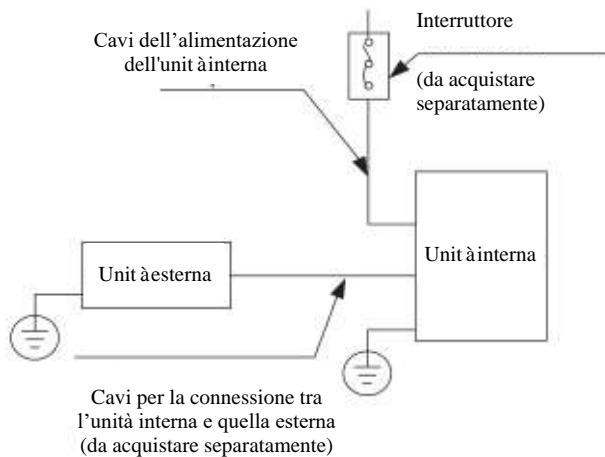 Cavi dell'alimentazione
dell'unit àinterna
Interruttore
(da acquistare
separatamente)
Unit àesterna
Unit àinterna
Cavi per la connessione tra
l'unità interna e quella esterna
(da acquistare separatamente)